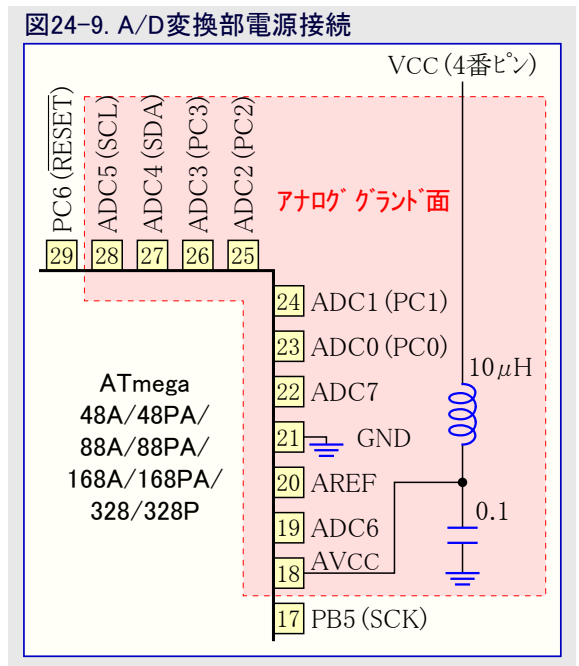 図24-9. A/D変換部電源接続
VCC(4番ピン)
PC6(RESET)
ADC5(SCL)
ADC4(SDA)
ADC3(PC3)
ADC2(PC2)
アナログ グランド面
29
28
27
26
25
24 ADC1(PC1)
23 ADC0(PC0)
22 ADC7
21 GND
20 AREF
19 ADC6
18 AVCC
17 PB5(SCK)
10μH
0.1
ATmega
48A/48PA/
88A/88PA/
168A/168PA/
328/328P